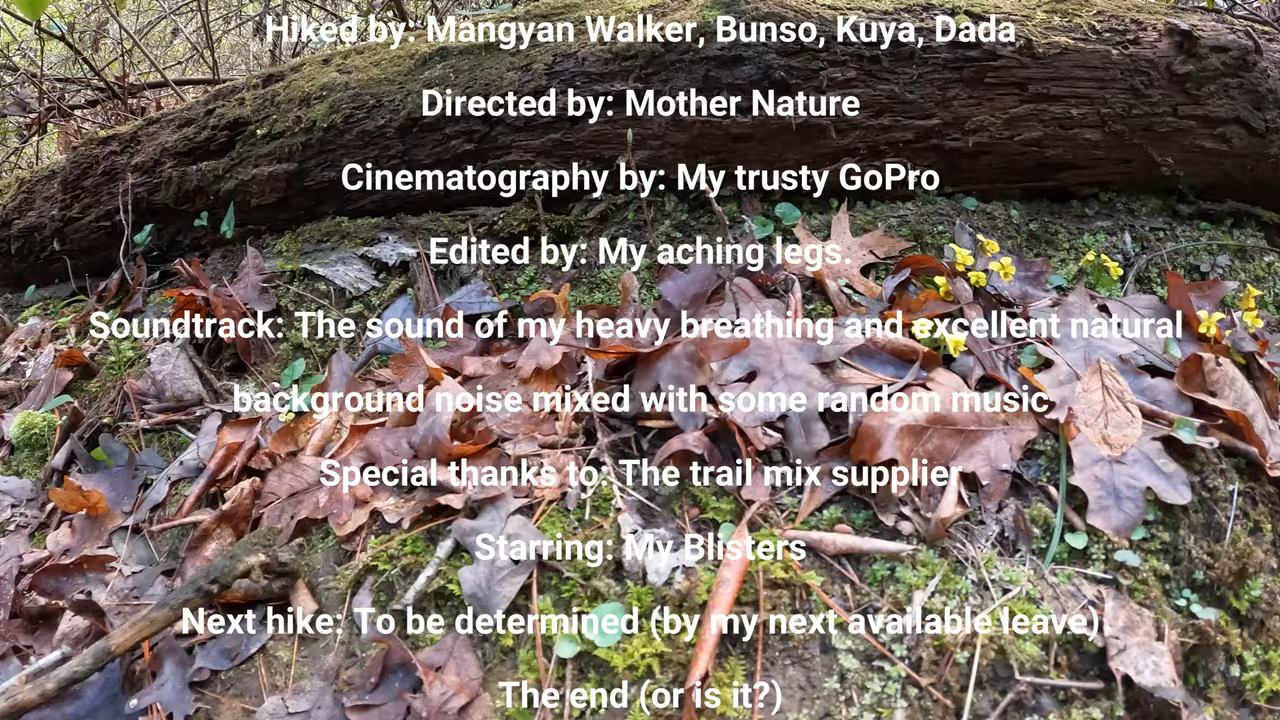 Hiked by: Mangyan Walker, Bunso, Kuya, Dada
Directed by: Mother Nature
Cinematography by: My trusty GoPro
Edited by: My aching legs.
Soundtrack: The sound of my heavy breathing and excellent natural
background noise mixed with some random music
Special thanks to: The trail mix supplier
Starring: My Blisters
Next hike: To be determined (by my next available leave)
The end (or is it?)